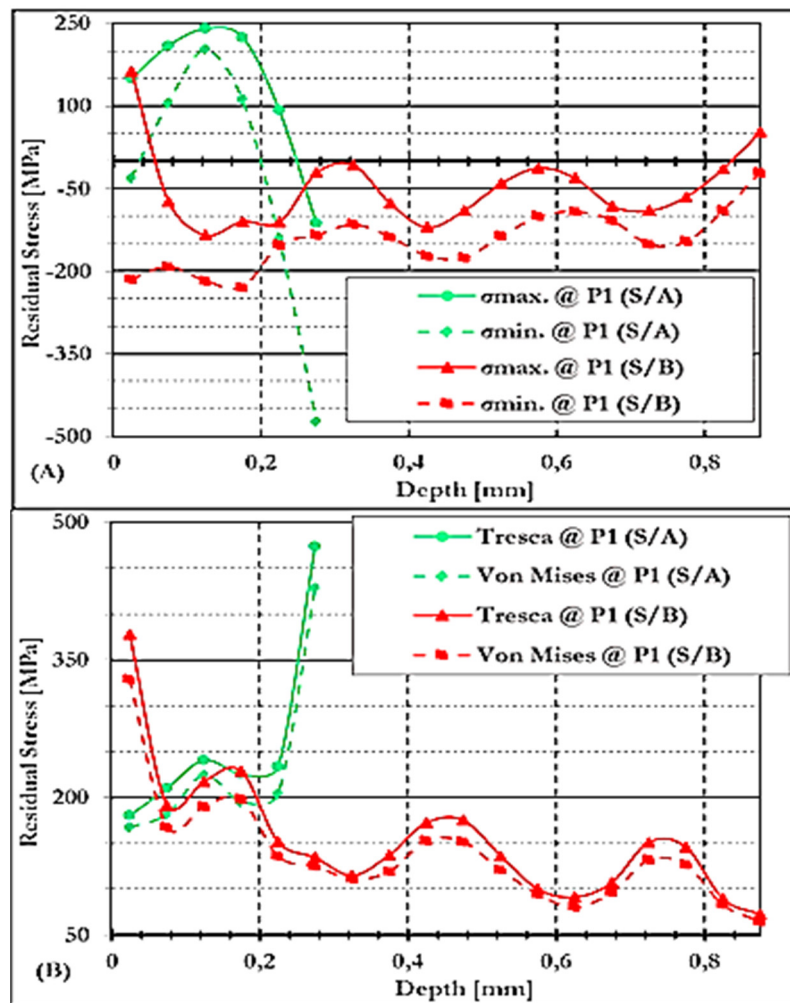 Residual Stress [MPa]
250
100
-50
-200
-350
-500
σmax. @ P1 (S/A)
σmin. @ P1 (S/A)
σmax. @ P1 (S/B)
σmin. @ P1 (S/B)
0
0,2
0,4
0,6
0,8
(A)
Depth [mm]
Residual Stress [MPa]
500
350
200
50
Tresca @ P1 (S/A)
Von Mises @ P1 (S/A)
Tresca @ P1 (S/B)
Von Mises @ P1 (S/B)
0
0,2
0,4
0,6
0,8
(B)
Depth [mm]